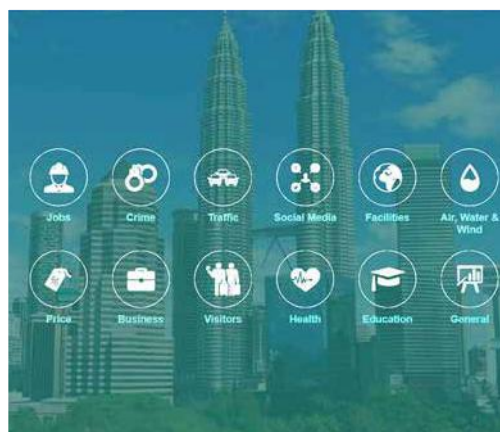 Jobs
Crime
Traffic
Social Media
Facilities
Air, Water &
Wind
Price
Business
Visitors
Health
Education
General